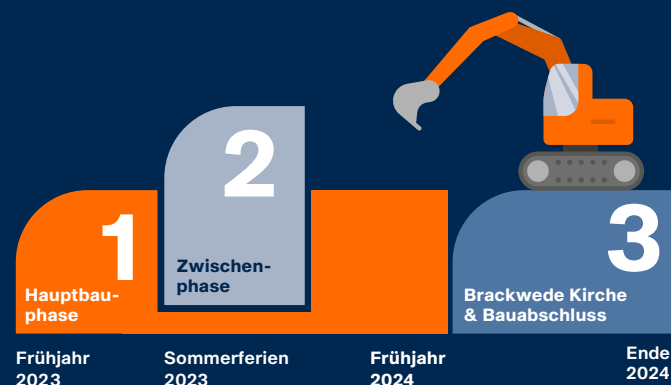 1
Hauptbau-
phase
2
Zwischen-
phase
3
Brackwede Kirche
& Bauabschluss
Frühjahr
2023
Sommerferien
2023
Frühjahr
2024
Ende
2024